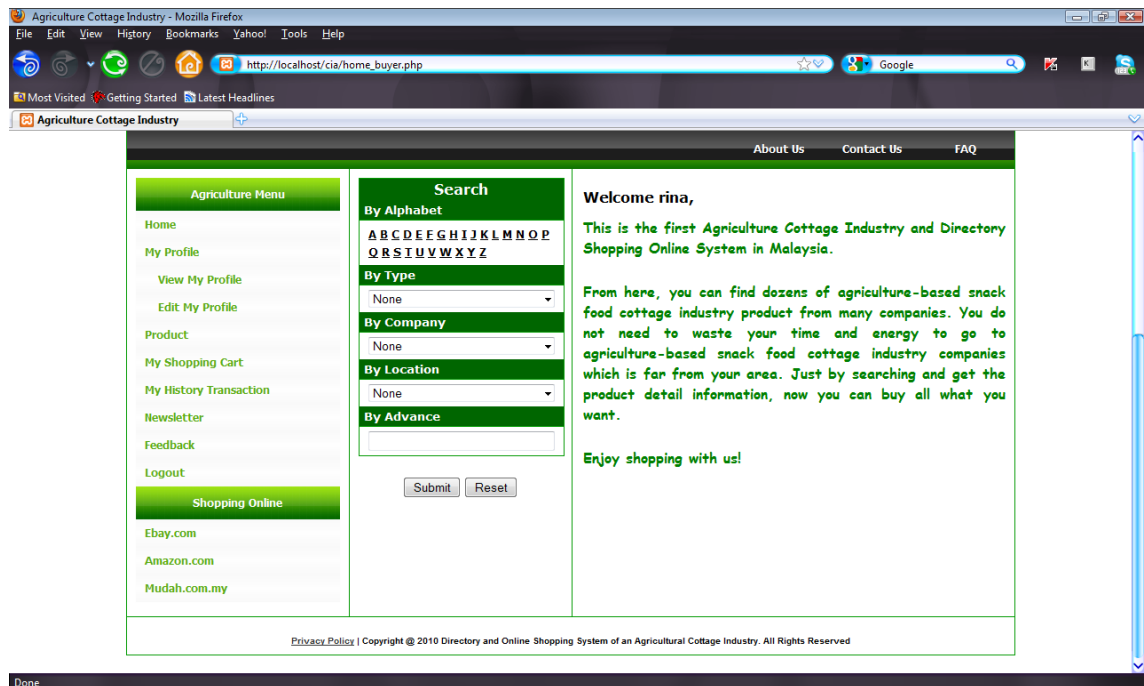 Agriculture Cottage Industry - Mozilla Firefox
File Edit View History Bookmarks Yahoo! Tools Help
http://localhost/cia/home_buyer.php
Google
K
Most Visited Getting Started Latest Headlines
Agriculture Cottage Industry
About Us Contact Us FAQ
Agriculture Menu
Home
My Profile
View My Profile
Edit My Profile
Product
My Shopping Cart
My History Transaction
Newsletter
Feedback
Logout
Shopping Online
Ebay.com
Amazon.com
Mudah.com.my
Search
By Alphabet
A B C D E F G H I J K L M N O P
Q R S T U V W X Y Z
By Type
None
By Company
None
By Location
None
By Advance
Submit Reset
Welcome rina,
This is the first Agriculture Cottage Industry and Directory
Shopping Online System in Malaysia.
From here, you can find dozens of agriculture-based snack
food cottage industry product from many companies. You do
not need to waste your time and energy to go to
agriculture-based snack food cottage industry companies
which is far from your area. Just by searching and get the
product detail information, now you can buy all what you
want.
Enjoy shopping with us!
Privacy Policy | Copyright @ 2010 Directory and Online Shopping System of an Agricultural Cottage Industry. All Rights Reserved
Done